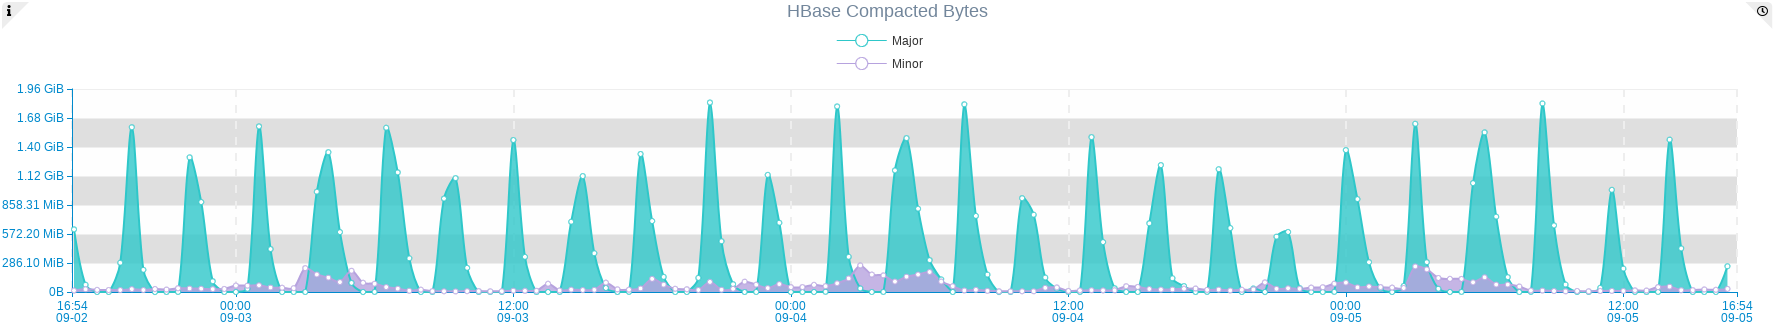 HBase Compacted Bytes
Major
Minor
1.96 GiB
1.68 GiB
1.40 GiB
1.12 GiB
858.31 MiB
572.20 MiB
286.10 MiB
0B
16:54 00:00 12:00 00:00 12:00 00:00 12:00 16:54
09-02 09-03 09-03 09-04 09-04 09-05 09-05 09-05